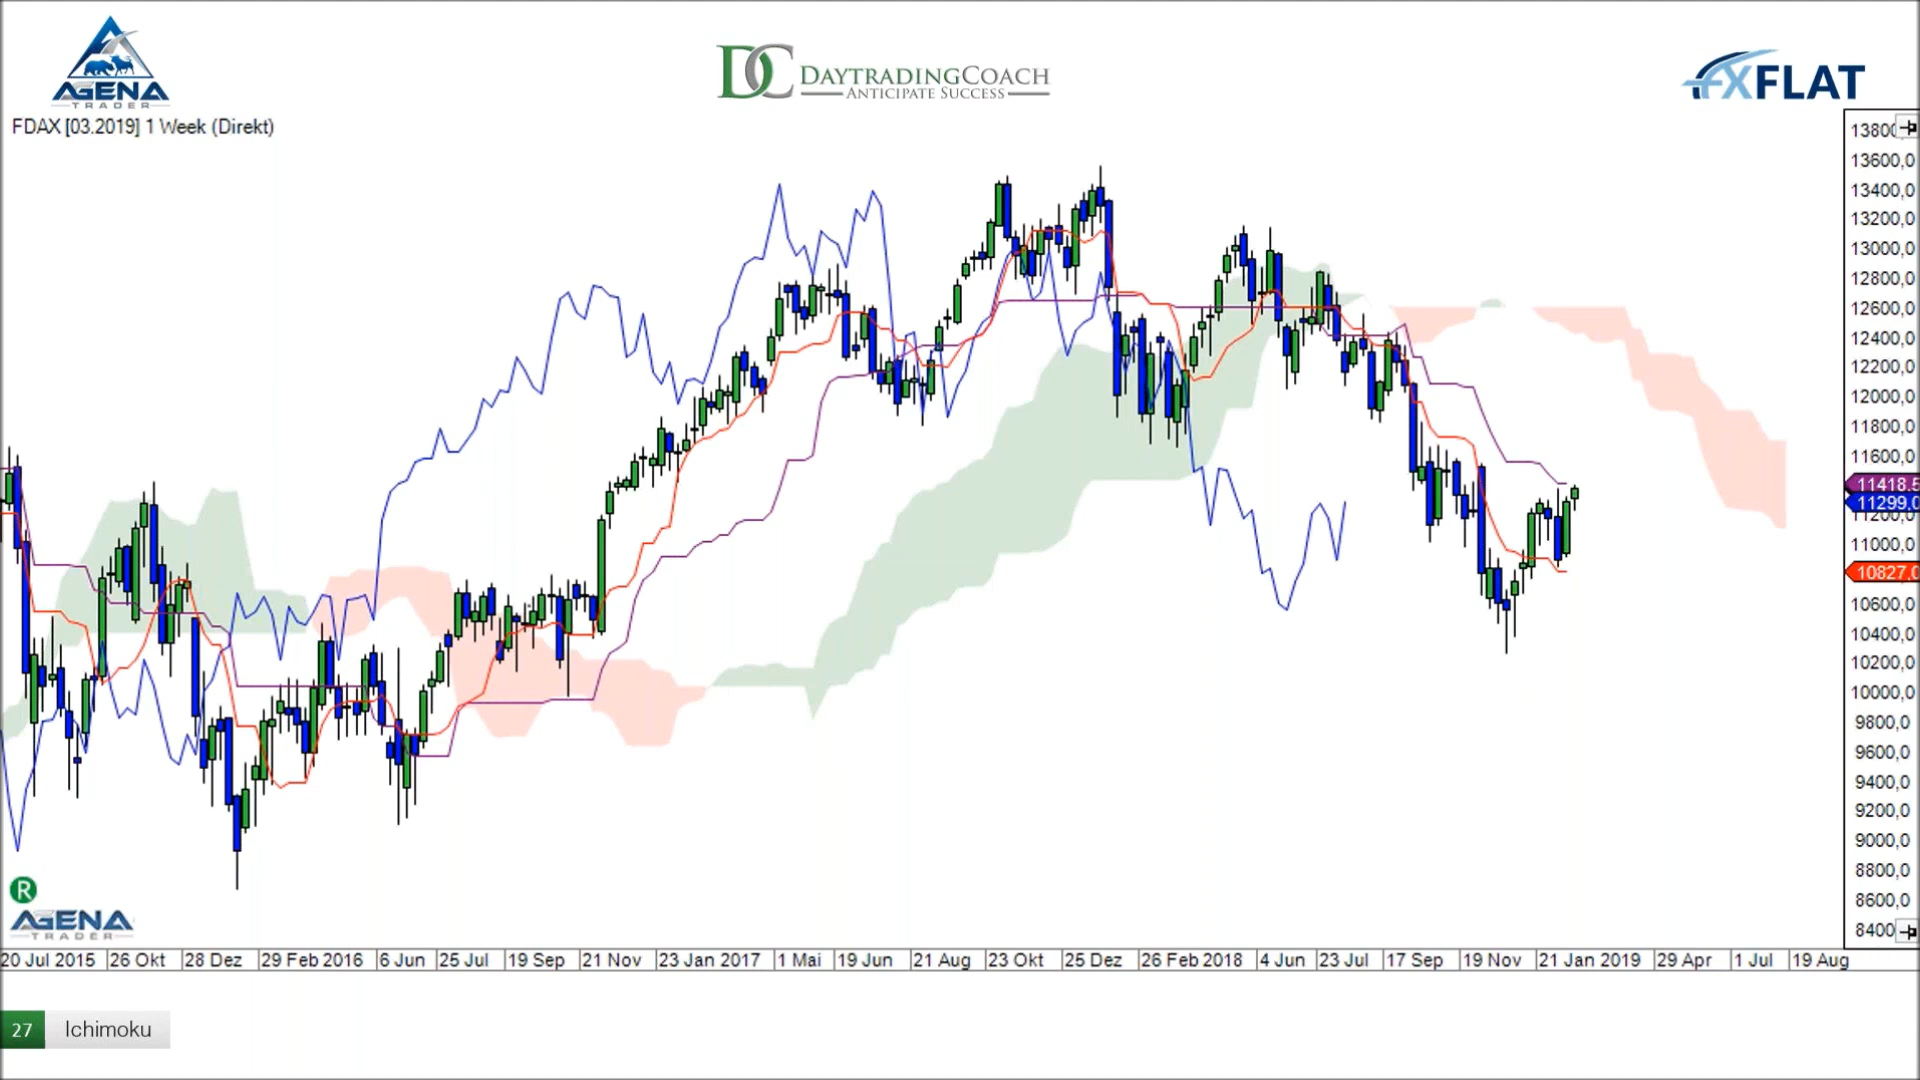 AGENA
TRADER
DC DAYTRADINGCOACH
ANTICIPATE SUCCESS
FXFLAT
FDAX [03.2019] 1 Week (Direkt)
13600,0
13400,0
13200,0
13000,0
12800,0
12600,0
12400,0
12200,0
12000,0
11800,0
11600,0
11418.5
11299,0
11200,0
11000,0
10827,0
10600,0
10400,0
10200,0
10000,0
9800,0
9600,0
9400,0
9200,0
9000,0
8800,0
8600,0
8400
R
AGENA
TRADER
20 Jul 2015 26 Okt 28 Dez 29 Feb 2016 6 Jun 25 Jul 19 Sep 21 Nov 23 Jan 2017 1 Mai 19 Jun 21 Aug 23 Okt 25 Dez 26 Feb 2018 4 Jun 23 Jul 17 Sep 19 Nov 21 Jan 2019 29 Apr 1 Jul 19 Aug
27 Ichimoku